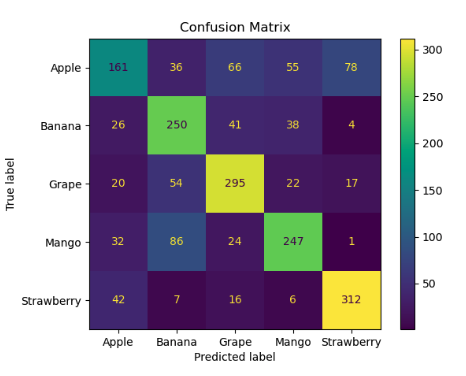 Confusion Matrix
True label
Apple 161 36 66 55 78
Banana 26 250 41 38 4
Grape 20 54 295 22 17
Mango 32 86 24 247 1
Strawberry 42 7 16 6 312
Apple Banana Grape Mango Strawberry
Predicted label
300
250
200
150
100
50